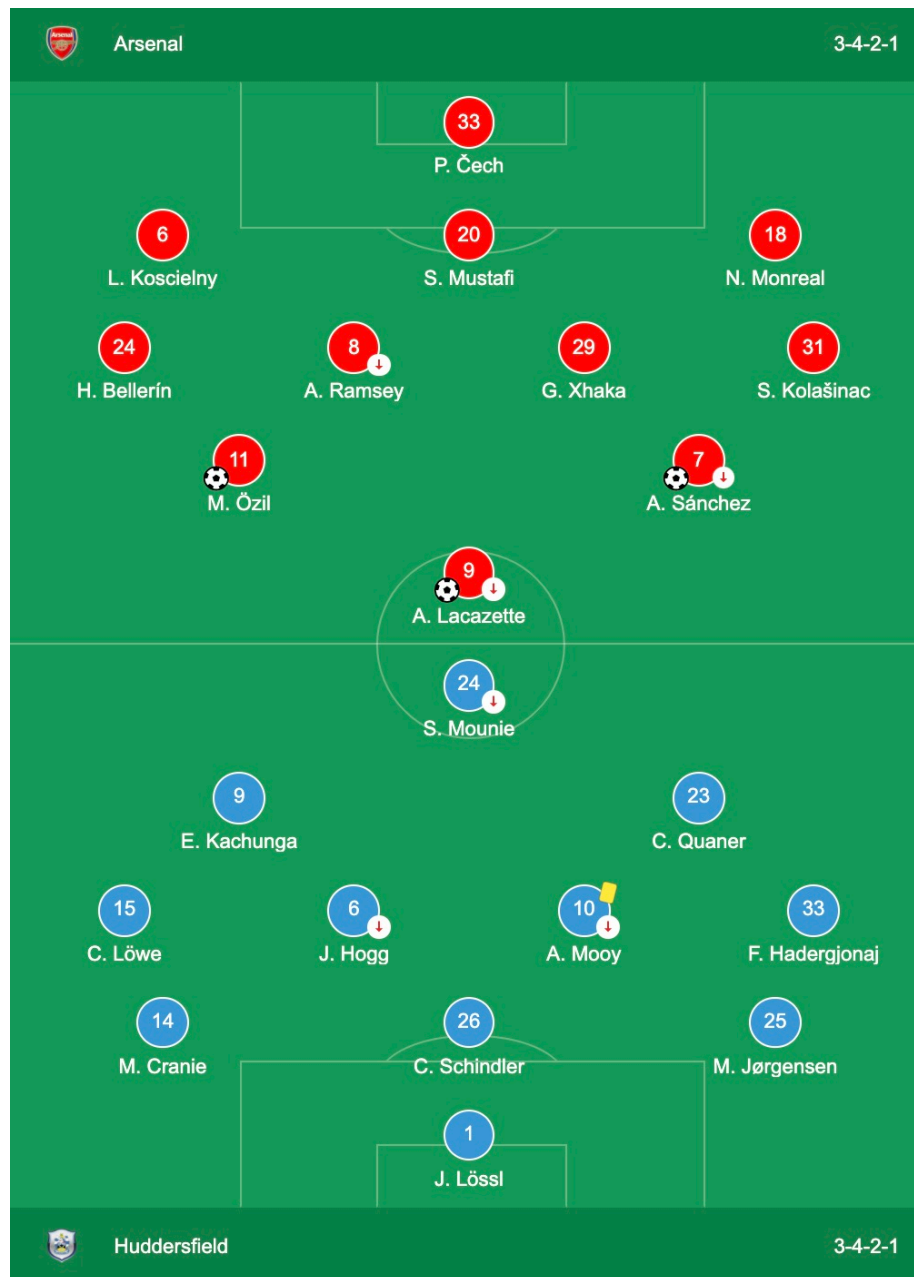 Arsenal
Arsenal 3-4-2-1
33
P. Čech
6 20 18
L. Koscielny S. Mustafi N. Monreal
24 8 29 31
H. Bellerín A. Ramsey G. Xhaka S. Kolašinac
11 7
M. Özil A. Sánchez
9
A. Lacazette
24
S. Mounie
9 23
E. Kachunga C. Quaner
15 6 10 33
C. Löwe J. Hogg A. Mooy F. Hadergjonaj
14 26 25
M. Cranie C. Schindler M. Jørgensen
1
J. Lössl
Huddersfield 3-4-2-1